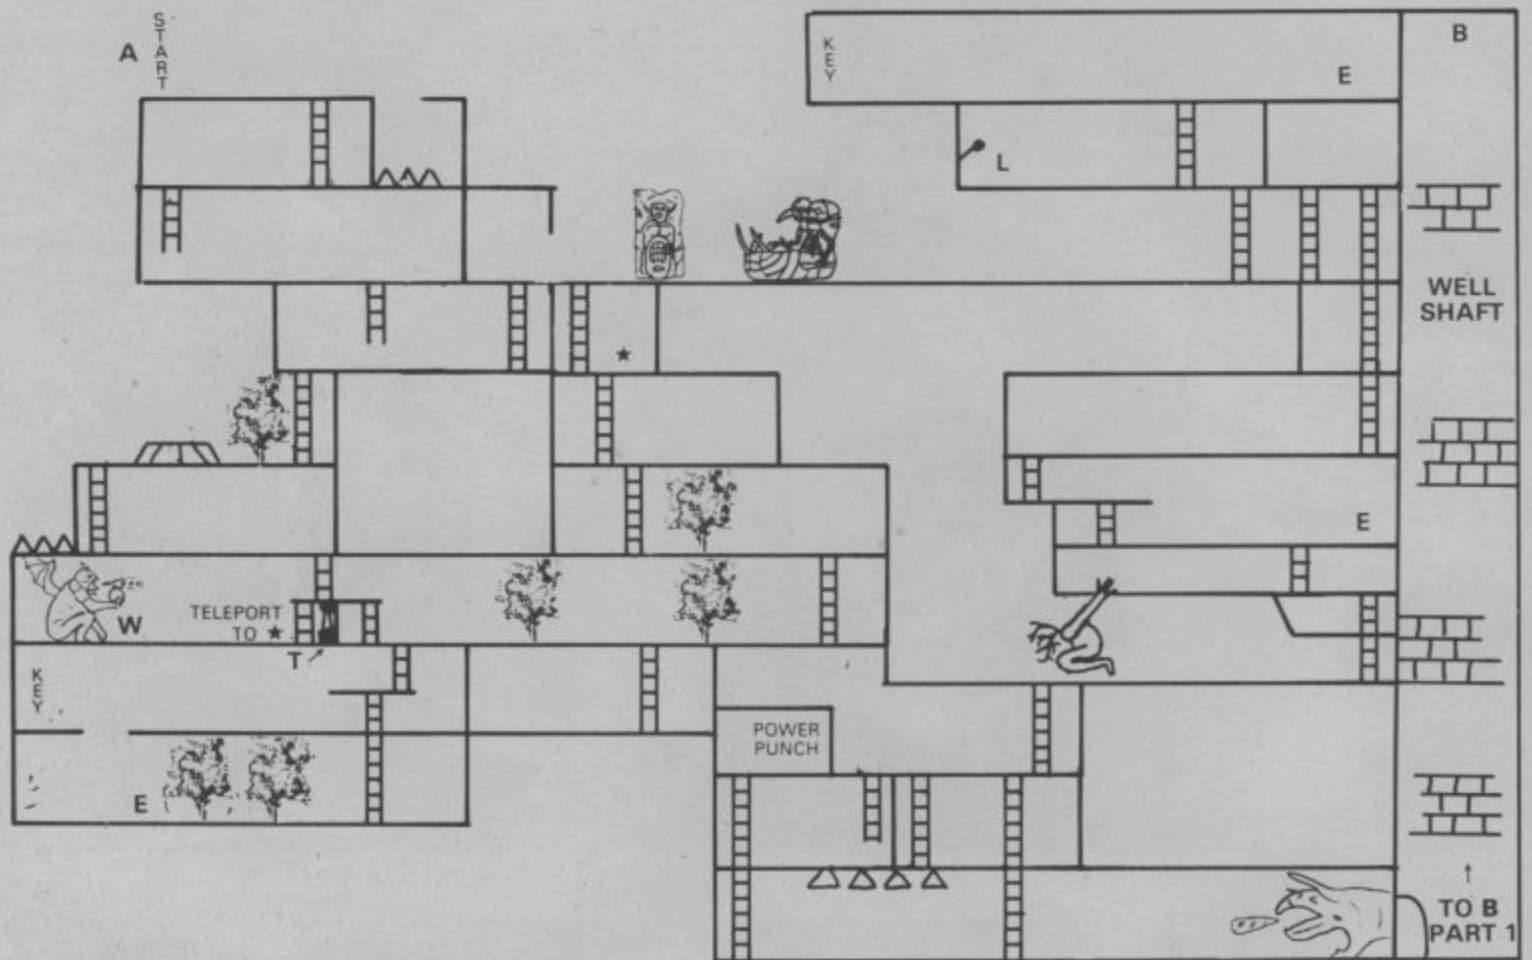 A
START
KEY
E
B
L
WELL
SHAFT
E
W
TELEPORT
TO ★
T
KEY
POWER
PUNCH
E
↑
TO B
PART 1